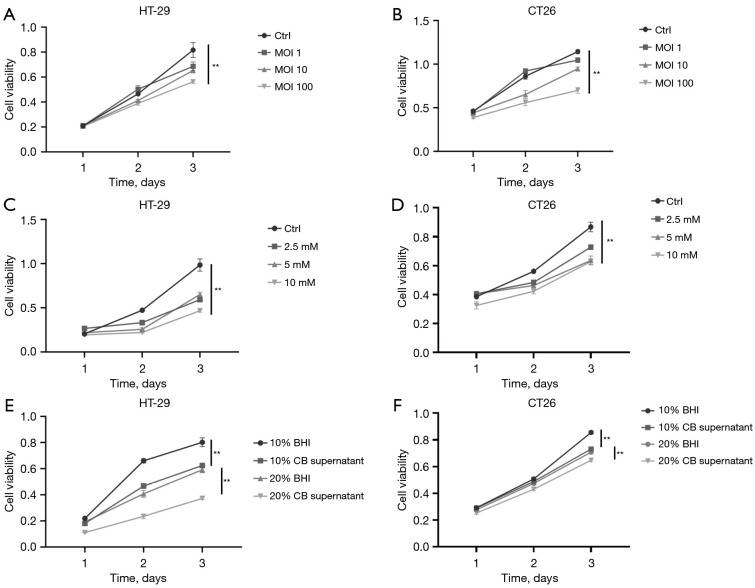 A
HT-29
Cell viability
1.0
0.8
0.6
0.4
0.2
0.0
1 2 3
Time, days
Ctrl
MOI 1
MOI 10
MOI 100
**
B
CT26
Cell viability
1.5
1.0
0.5
0.0
1 2 3
Time, days
Ctrl
MOI 1
MOI 10
MOI 100
**
C
HT-29
Cell viability
1.5
1.0
0.5
0.0
1 2 3
Time, days
Ctrl
2.5 mM
5 mM
10 mM
**
D
CT26
Cell viability
1.0
0.8
0.6
0.4
0.2
0.0
1 2 3
Time, days
Ctrl
2.5 mM
5 mM
10 mM
**
E
HT-29
Cell viability
1.0
0.8
0.6
0.4
0.2
0.0
1 2 3
Time, days
10% BHI
10% CB supernatant
20% BHI
20% CB supernatant
**
**
F
CT26
Cell viability
1.0
0.8
0.6
0.4
0.2
0.0
1 2 3
Time, days
10% BHI
10% CB supernatant
20% BHI
20% CB supernatant
**
**